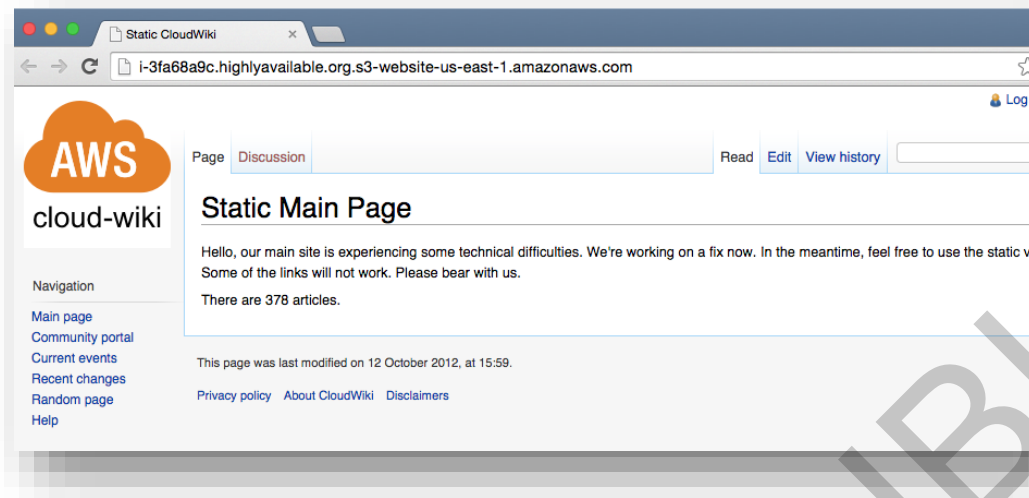 Static CloudWiki
i-3fa68a9c.highlyavailable.org.s3-website-us-east-1.amazonaws.com
Log
AWS
cloud-wiki
Page Discussion Read Edit View history
Static Main Page
Hello, our main site is experiencing some technical difficulties. We're working on a fix now. In the meantime, feel free to use the static
Some of the links will not work. Please bear with us.
There are 378 articles.
Navigation
Main page
Community portal
Current events
Recent changes
Random page
Help
This page was last modified on 12 October 2012, at 15:59.
Privacy policy About CloudWiki Disclaimers